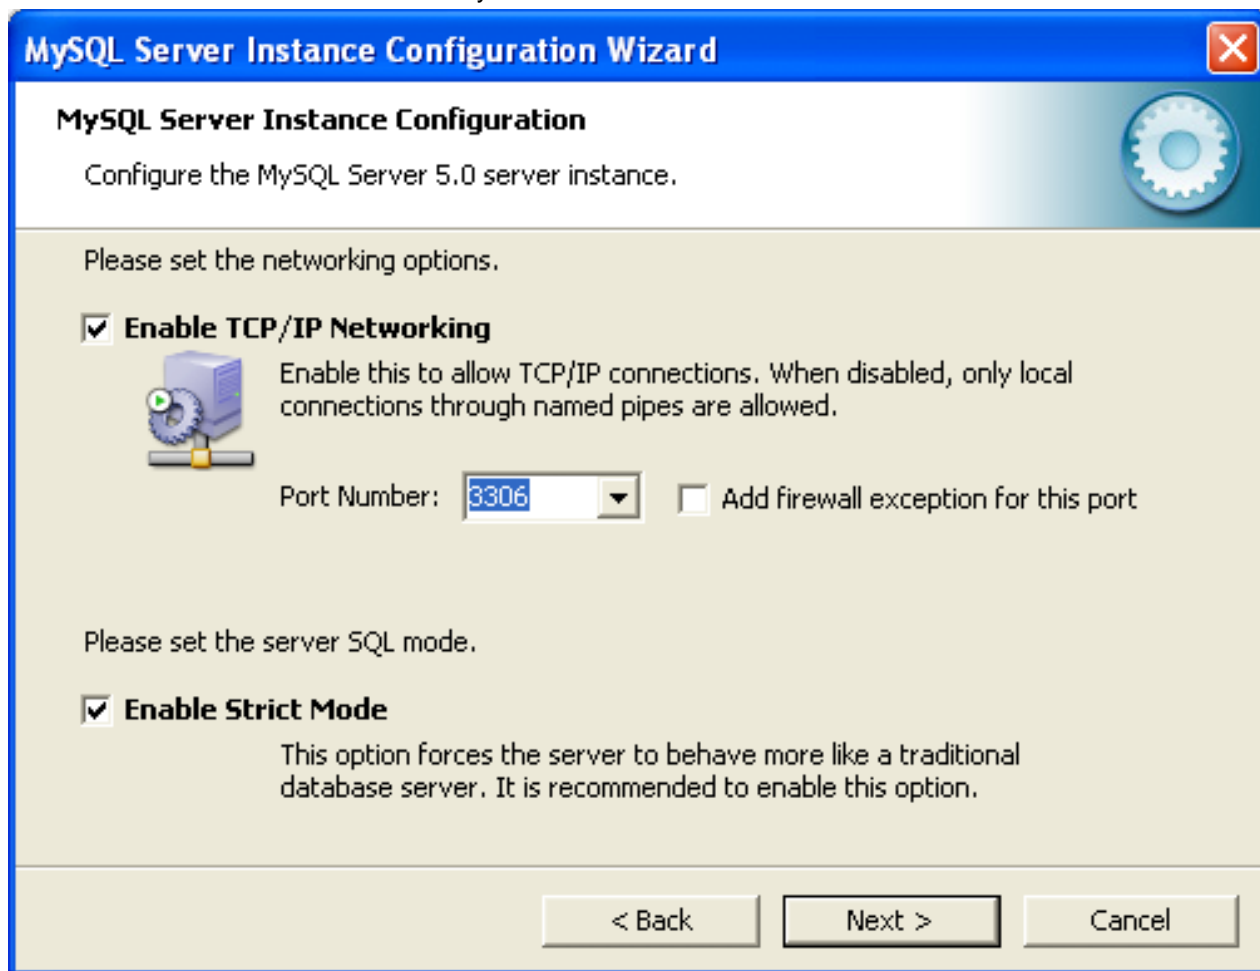 MySQL Server Instance Configuration Wizard
MySQL Server Instance Configuration
Configure the MySQL Server 5.0 server instance.
Please set the networking options.
Enable TCP/IP Networking
Enable this to allow TCP/IP connections. When disabled, only local
connections through named pipes are allowed.
Port Number: 3306 Add firewall exception for this port
Please set the server SQL mode.
Enable Strict Mode
This option forces the server to behave more like a traditional
database server. It is recommended to enable this option.
< Back Next > Cancel